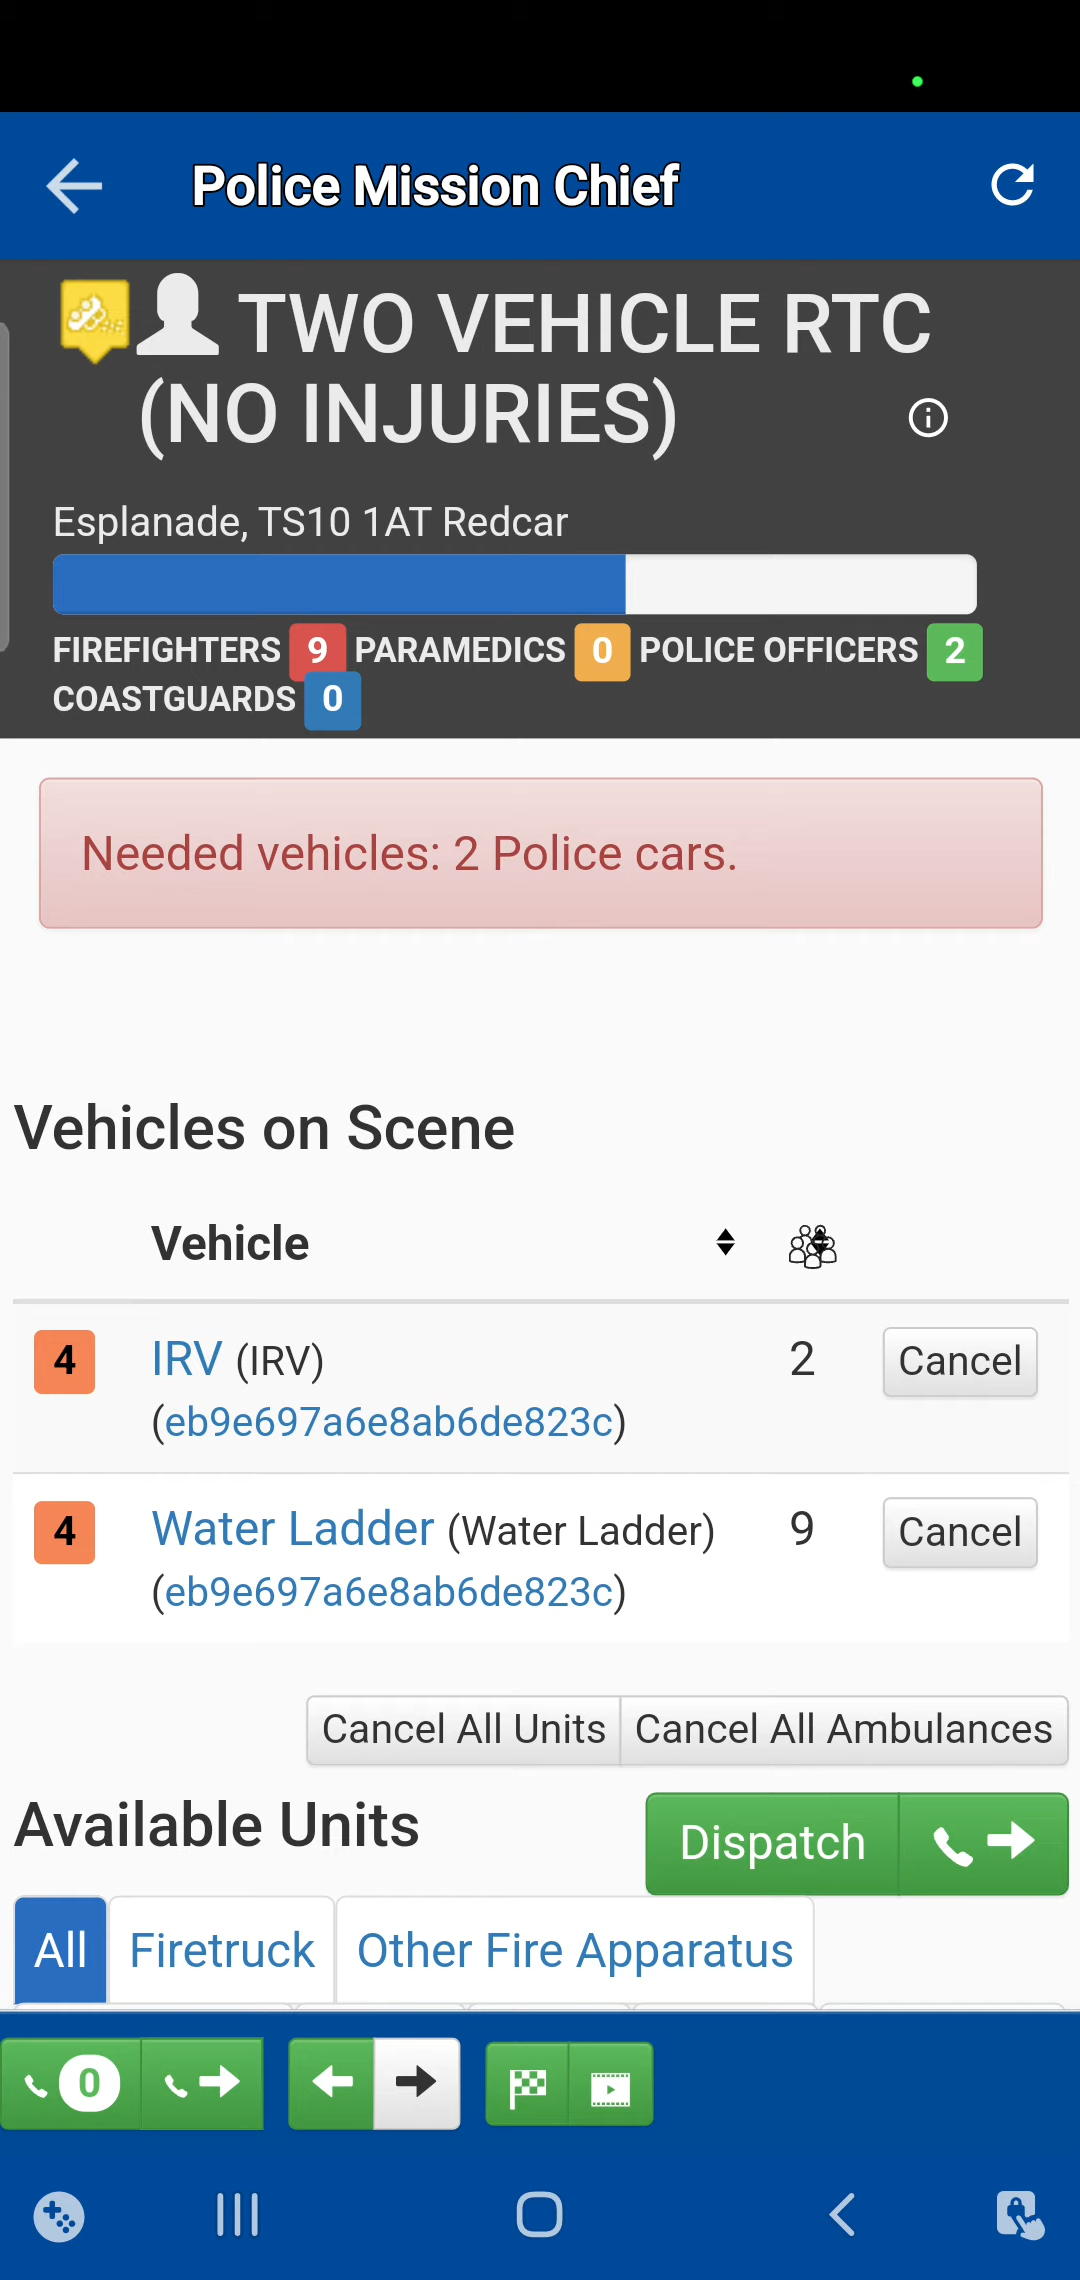 Police Mission Chief
TWO VEHICLE RTC
(NO INJURIES)
Esplanade, TS10 1AT Redcar
FIREFIGHTERS 9 PARAMEDICS 0 POLICE OFFICERS 2
COASTGUARDS 0
Needed vehicles: 2 Police cars.
Vehicles on Scene
Vehicle
4 IRV (IRV) 2 Cancel
(eb9e697a6e8ab6de823c)
4 Water Ladder (Water Ladder) 9 Cancel
(eb9e697a6e8ab6de823c)
Cancel All Units Cancel All Ambulances
Available Units Dispatch
All Firetruck Other Fire Apparatus
0